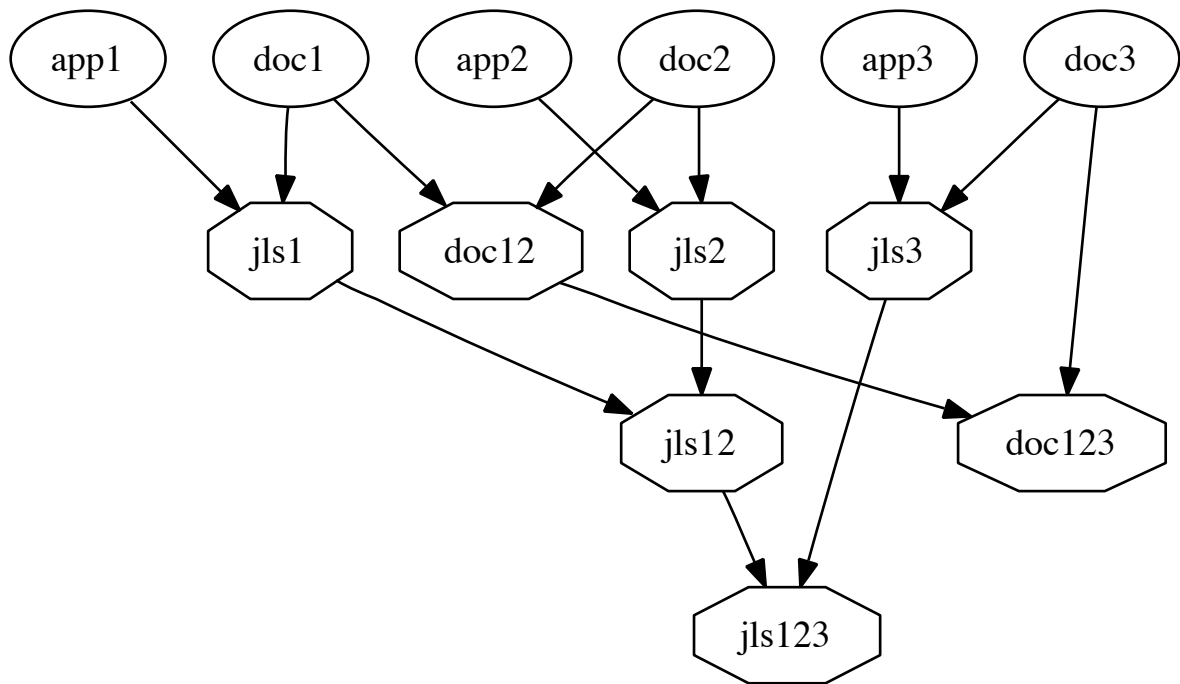 app1
doc1
app2
doc2
app3
doc3
jls1
doc12
jls2
jls3
jls12
doc123
jls123